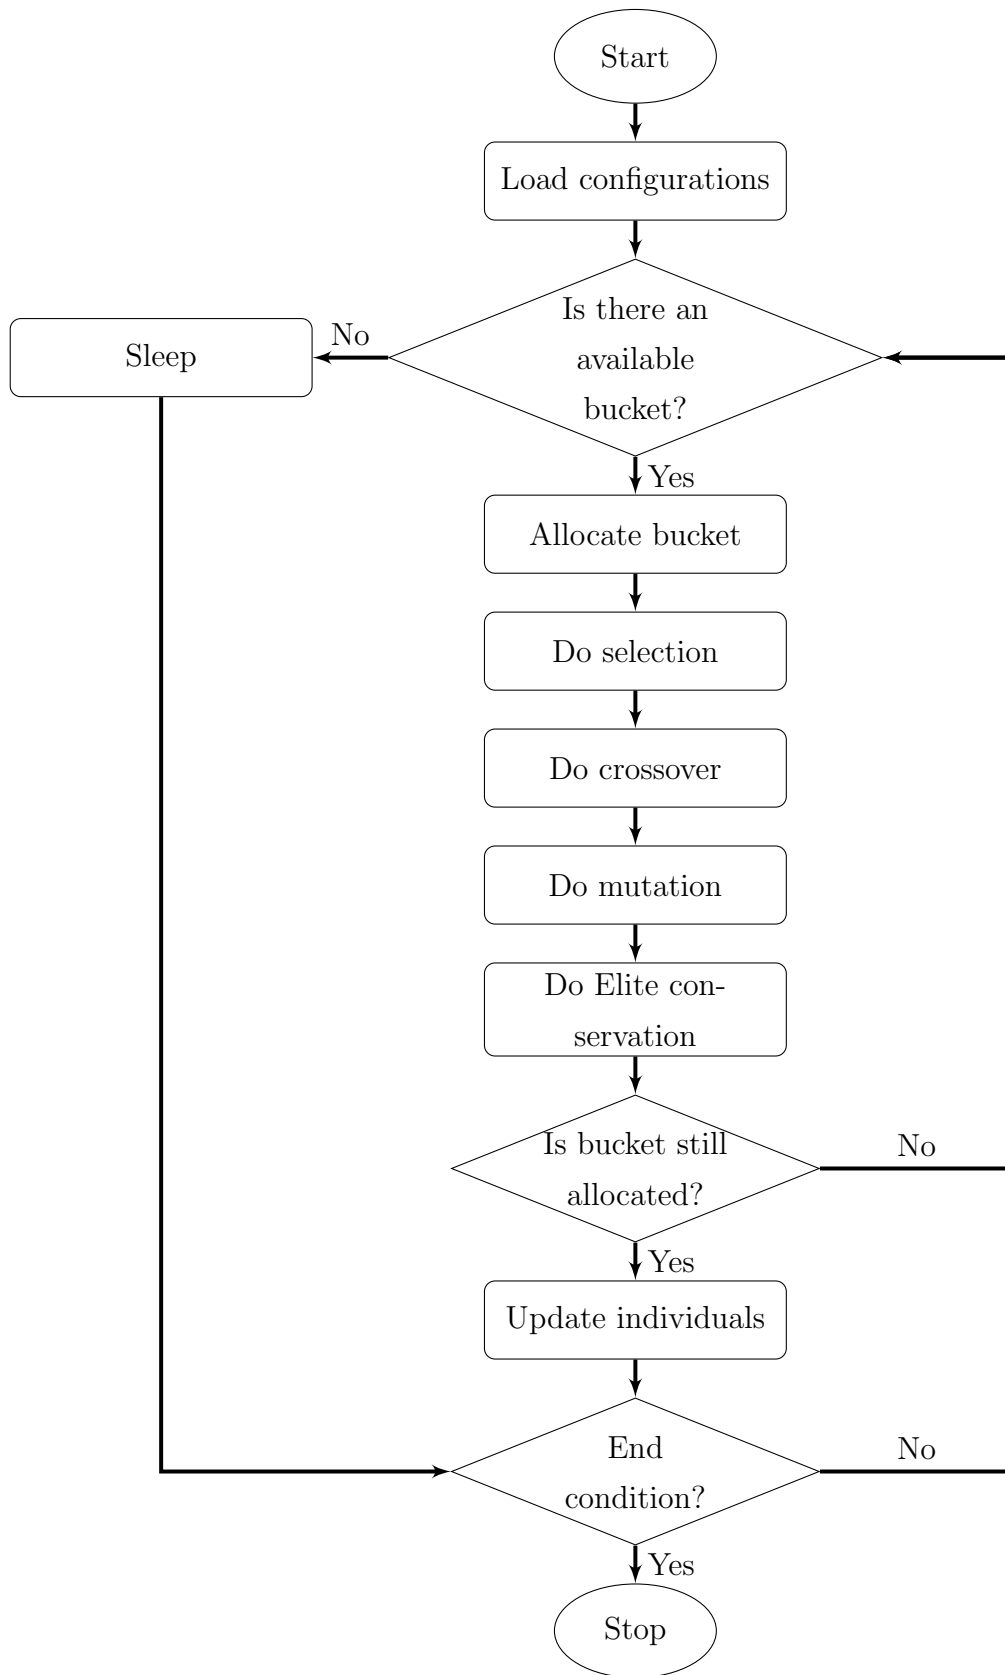 Start
Load configurations
Is there an
available
bucket?
No
Sleep
Yes
Allocate bucket
Do selection
Do crossover
Do mutation
Do Elite con-
servation
Is bucket still
allocated?
No
Yes
Update individuals
End
condition?
No
Yes
Stop